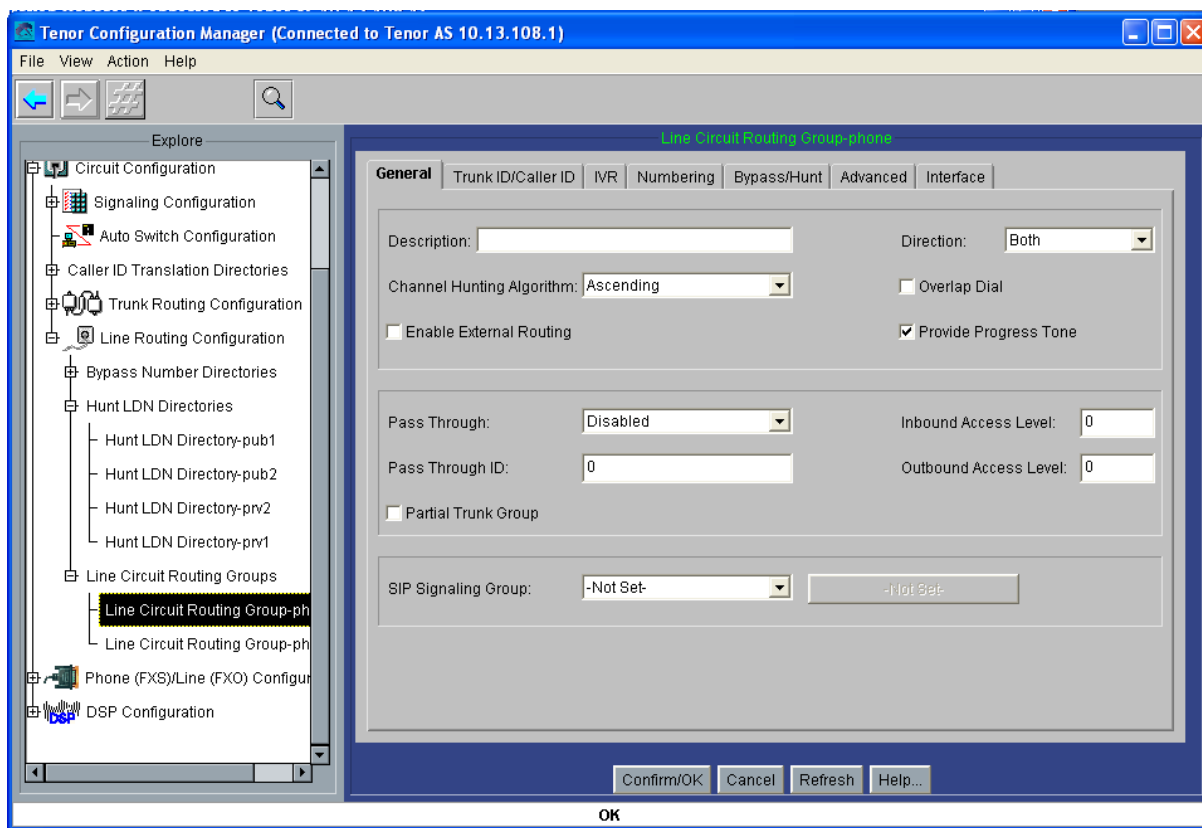 Tenor Configuration Manager (Connected to Tenor AS 10.13.108.1)
File View Action Help
Explore
Circuit Configuration
Signaling Configuration
Auto Switch Configuration
Caller ID Translation Directories
Trunk Routing Configuration
Line Routing Configuration
Bypass Number Directories
Hunt LDN Directories
Hunt LDN Directory-pub1
Hunt LDN Directory-pub2
Hunt LDN Directory-prv2
Hunt LDN Directory-prv1
Line Circuit Routing Groups
Line Circuit Routing Group-ph
Line Circuit Routing Group-ph
Phone (FXS)/Line (FXO) Configur
DSP
DSP Configuration
Line Circuit Routing Group-phone
General Trunk ID/Caller ID IVR Numbering Bypass/Hunt Advanced Interface
Description: Direction: Both
Channel Hunting Algorithm: Ascending Overlap Dial
Enable External Routing Provide Progress Tone
Pass Through: Disabled Inbound Access Level: 0
Pass Through ID: 0 Outbound Access Level: 0
Partial Trunk Group
SIP Signaling Group: -Not Set- -Not Set-
Confirm/OK Cancel Refresh Help...
OK